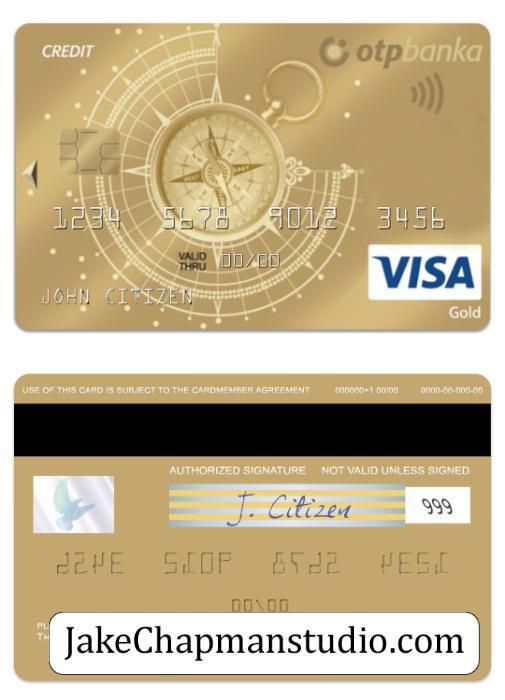 CREDIT
otpbanka
1234 5678 9012 3456
VALID THRU 00/00
JOHN CITIZEN
VISA
Gold
USE OF THIS CARD IS SUBJECT TO THE CARDMEMBER AGREEMENT 000000+1 00/00 0000-00-000-00
AUTHORIZED SIGNATURE NOT VALID UNLESS SIGNED
J. Citizen 999
JakeChapmanstudio.com